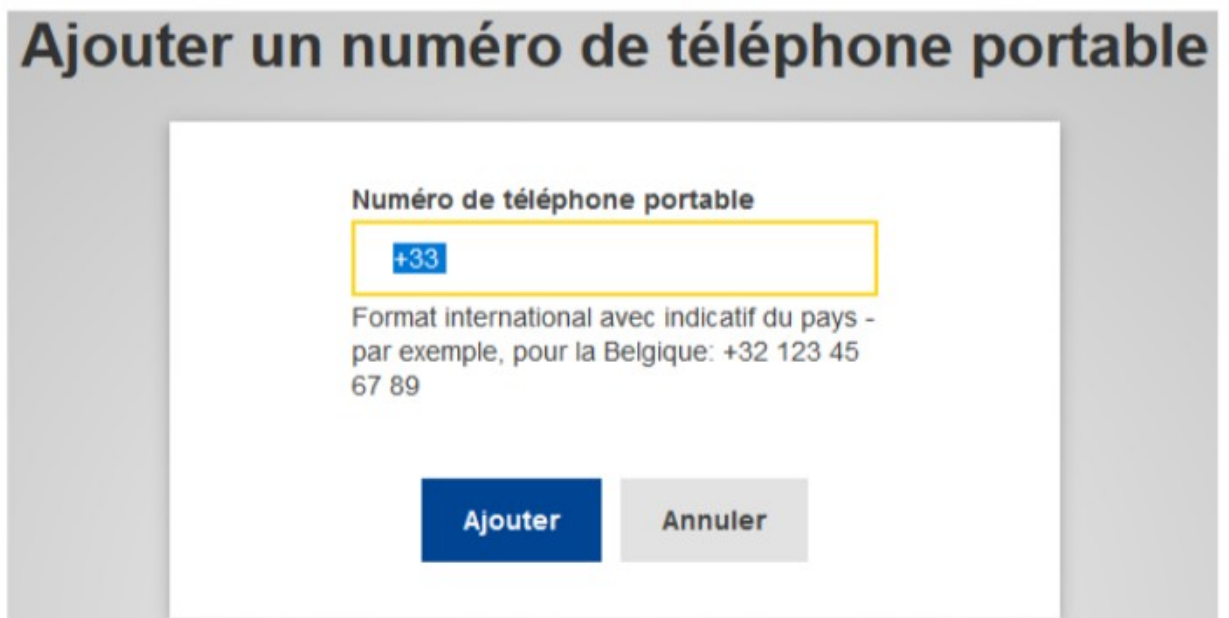 Ajouter un numéro de téléphone portable
Numéro de téléphone portable
+33
Format international avec indicatif du pays -
par exemple, pour la Belgique: +32 123 45
67 89
Ajouter
Annuler